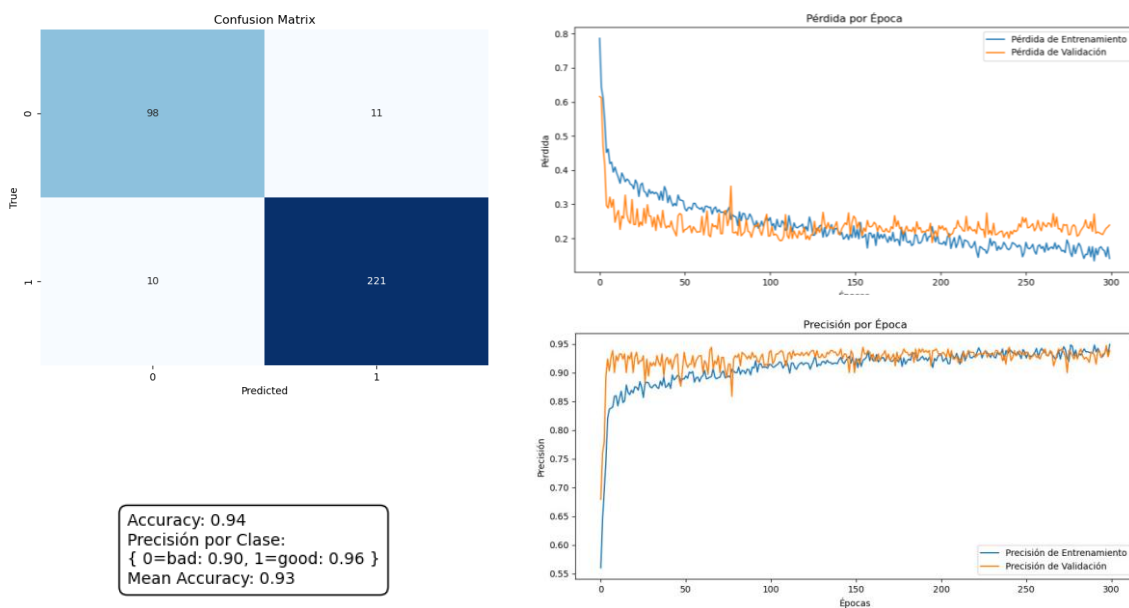 Confusion Matrix
98
11
10
221
0
1
True
0
1
Predicted
Accuracy: 0.94
Precisión por Clase:
{ 0=bad: 0.90, 1=good: 0.96 }
Mean Accuracy: 0.93
Pérdida por Época
Pérdida de Entrenamiento
Pérdida de Validación
0.8
0.7
0.6
0.5
0.4
0.3
0.2
Pérdida
0
50
100
150
200
250
300
Épocas
Precisión por Época
0.95
0.90
0.85
0.80
0.75
0.70
0.65
0.60
0.55
Precisión
Precisión de Entrenamiento
Precisión de Validación
0
50
100
150
200
250
300
Épocas